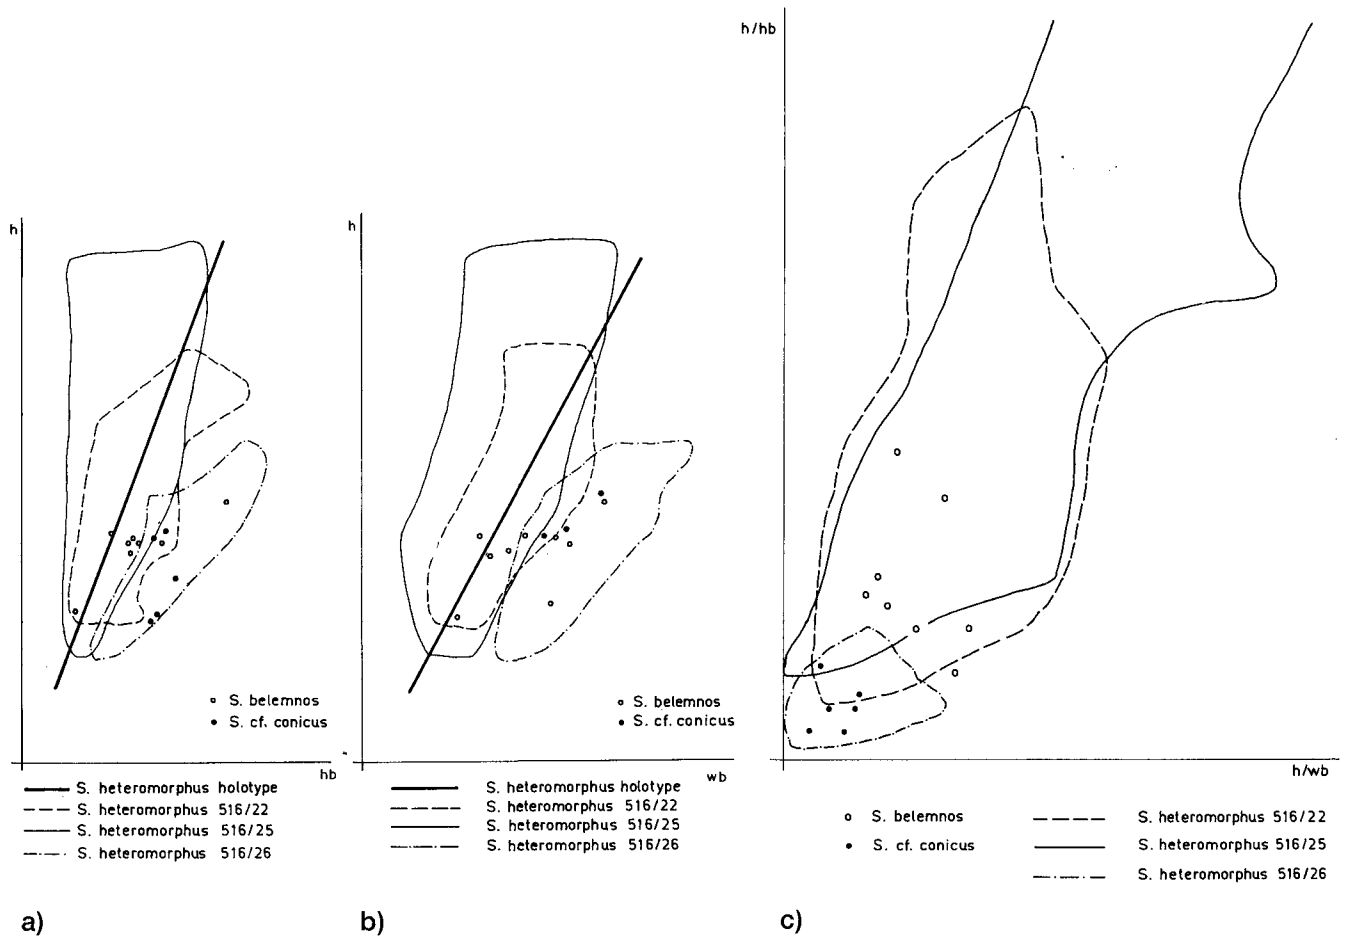 h
S. belemnos
S. cf. conicus
hb
S. heteromorphus holotype
S. heteromorphus 516/22
S. heteromorphus 516/25
S. heteromorphus 516/26
a)
h
S. belemnos
S. cf. conicus
wb
S. heteromorphus holotype
S. heteromorphus 516/22
S. heteromorphus 516/25
S. heteromorphus 516/26
b)
h/hb
h/wb
S. belemnos
S. cf. conicus
S. heteromorphus 516/22
S. heteromorphus 516/25
S. heteromorphus 516/26
c)